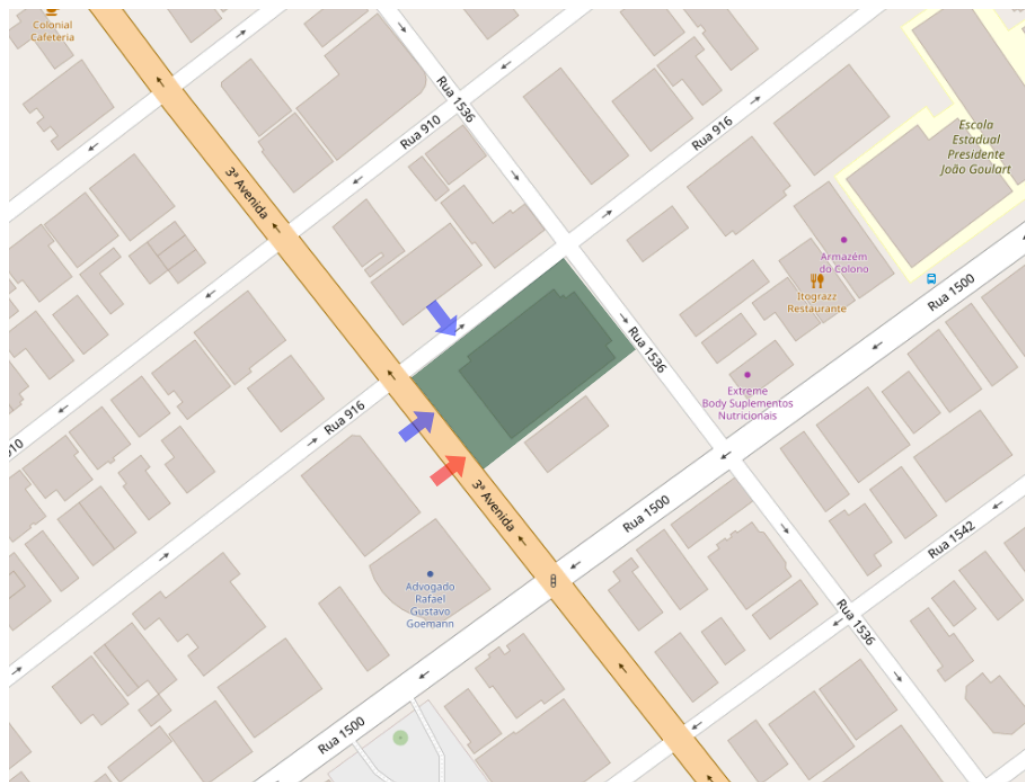 Colonial
Cafeteria
Rua 1536
Rua 910
Rua 916
Escola
Estadual
Presidente
João Goulart
3ª Avenida
Armazém
do Colono
Itograzz
Restaurante
Rua 1500
Rua 1536
Extreme
Body Suplementos
Nutricionais
Rua 916
910
3ª Avenida
Rua 1500
Rua 1542
Advogado
Rafael
Gustavo
Goemann
Rua 1536
Rua 1500